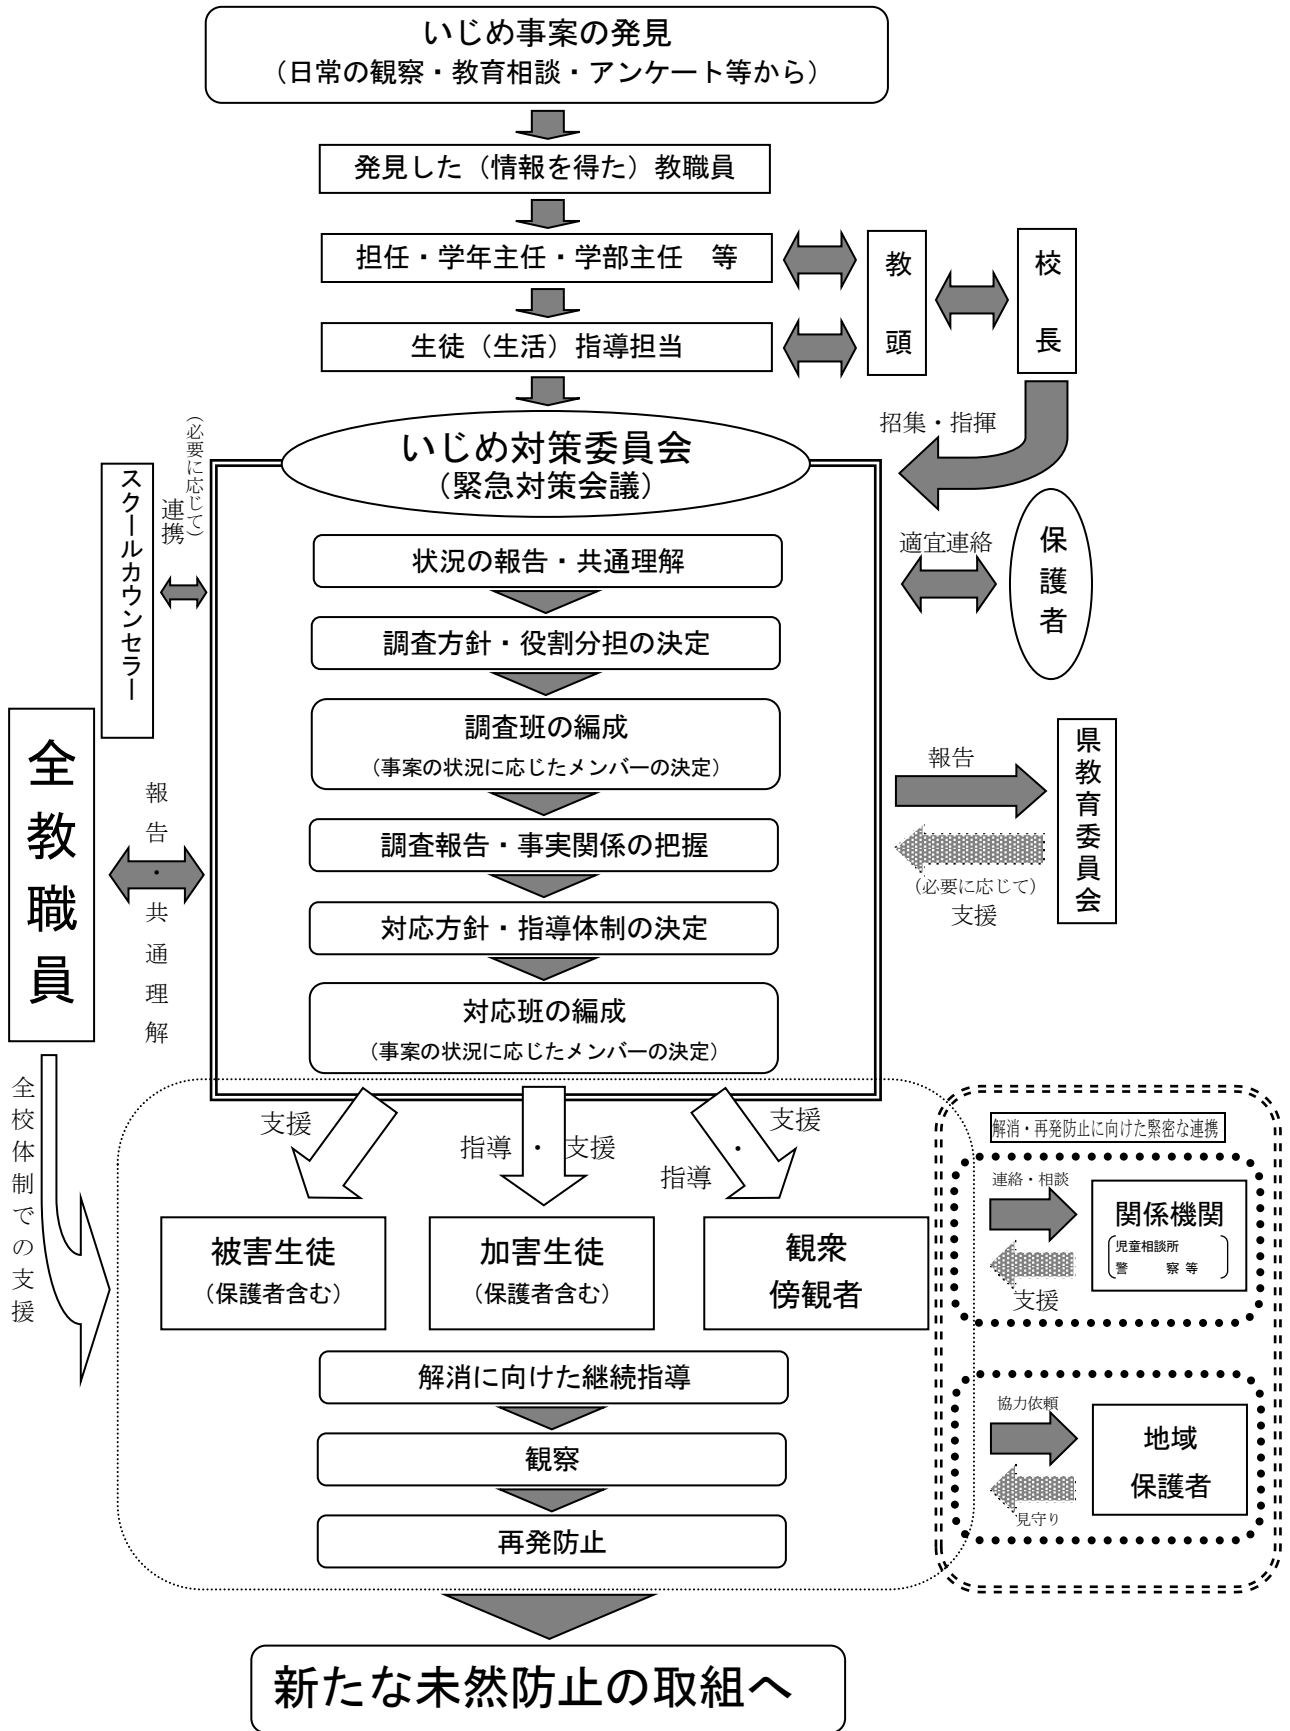 いじめ事案の発見
（日常の観察・教育相談・アンケート等から）
発見した（情報を得た）教職員
担任・学年主任・学部主任　等
教頭
校長
生徒（生活）指導担当
招集・指揮
いじめ対策委員会
（緊急対策会議）
（必要に応じて）
連携
スクールカウンセラー
適宜連絡
保護者
状況の報告・共通理解
調査方針・役割分担の決定
調査班の編成
（事案の状況に応じたメンバーの決定）
調査報告・事実関係の把握
対応方針・指導体制の決定
対応班の編成
（事案の状況に応じたメンバーの決定）
報告
（必要に応じて）
支援
県教育委員会
全教職員
報告・共通理解
全校体制での支援
支援
指導・支援
支援・指導
被害生徒
（保護者含む）
加害生徒
（保護者含む）
観衆
傍観者
解消に向けた継続指導
観察
再発防止
解消・再発防止に向けた緊密な連携
連絡・相談
関係機関
児童相談所
警　察 等
支援
協力依頼
地域
保護者
見守り
新たな未然防止の取組へ